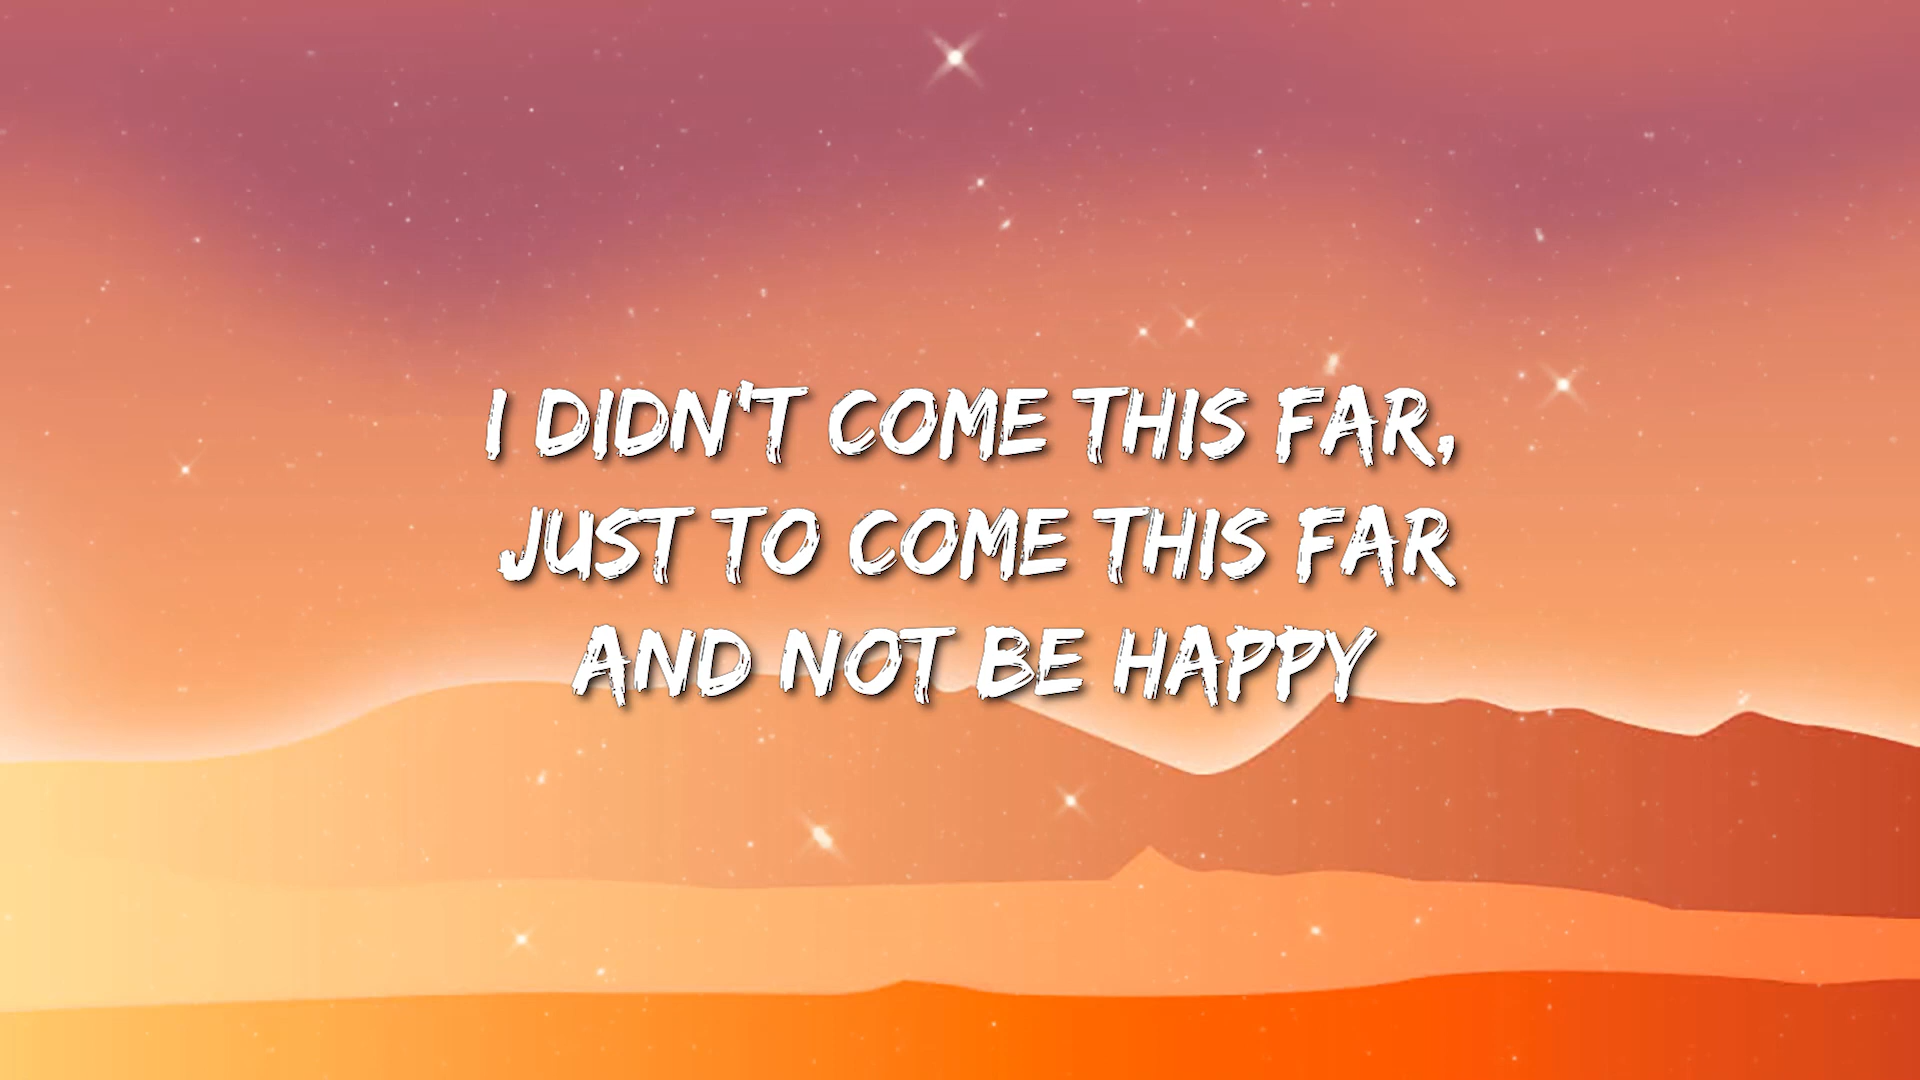 I DIDN'T COME THIS FAR,
JUST TO COME THIS FAR
AND NOT BE HAPPY